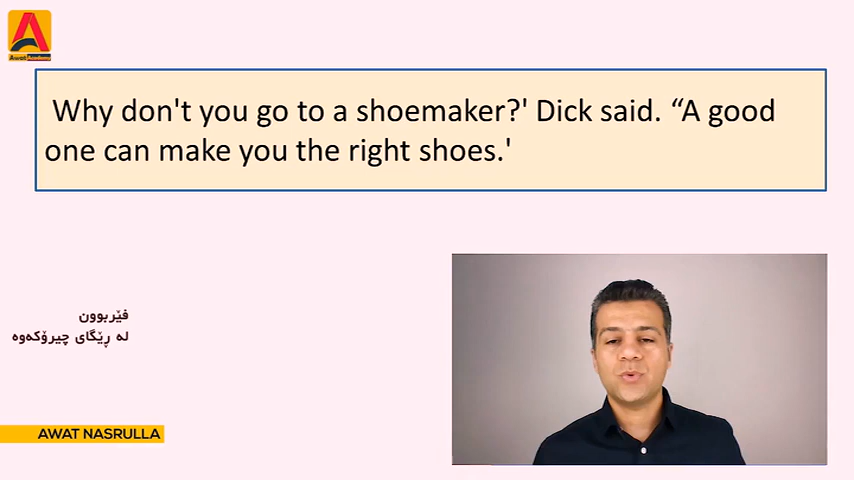 Awat Academy
Why don't you go to a shoemaker?' Dick said. “A good
one can make you the right shoes.'
فێربوون
لە ڕێگای چیرۆکەوە
AWAT NASRULLA